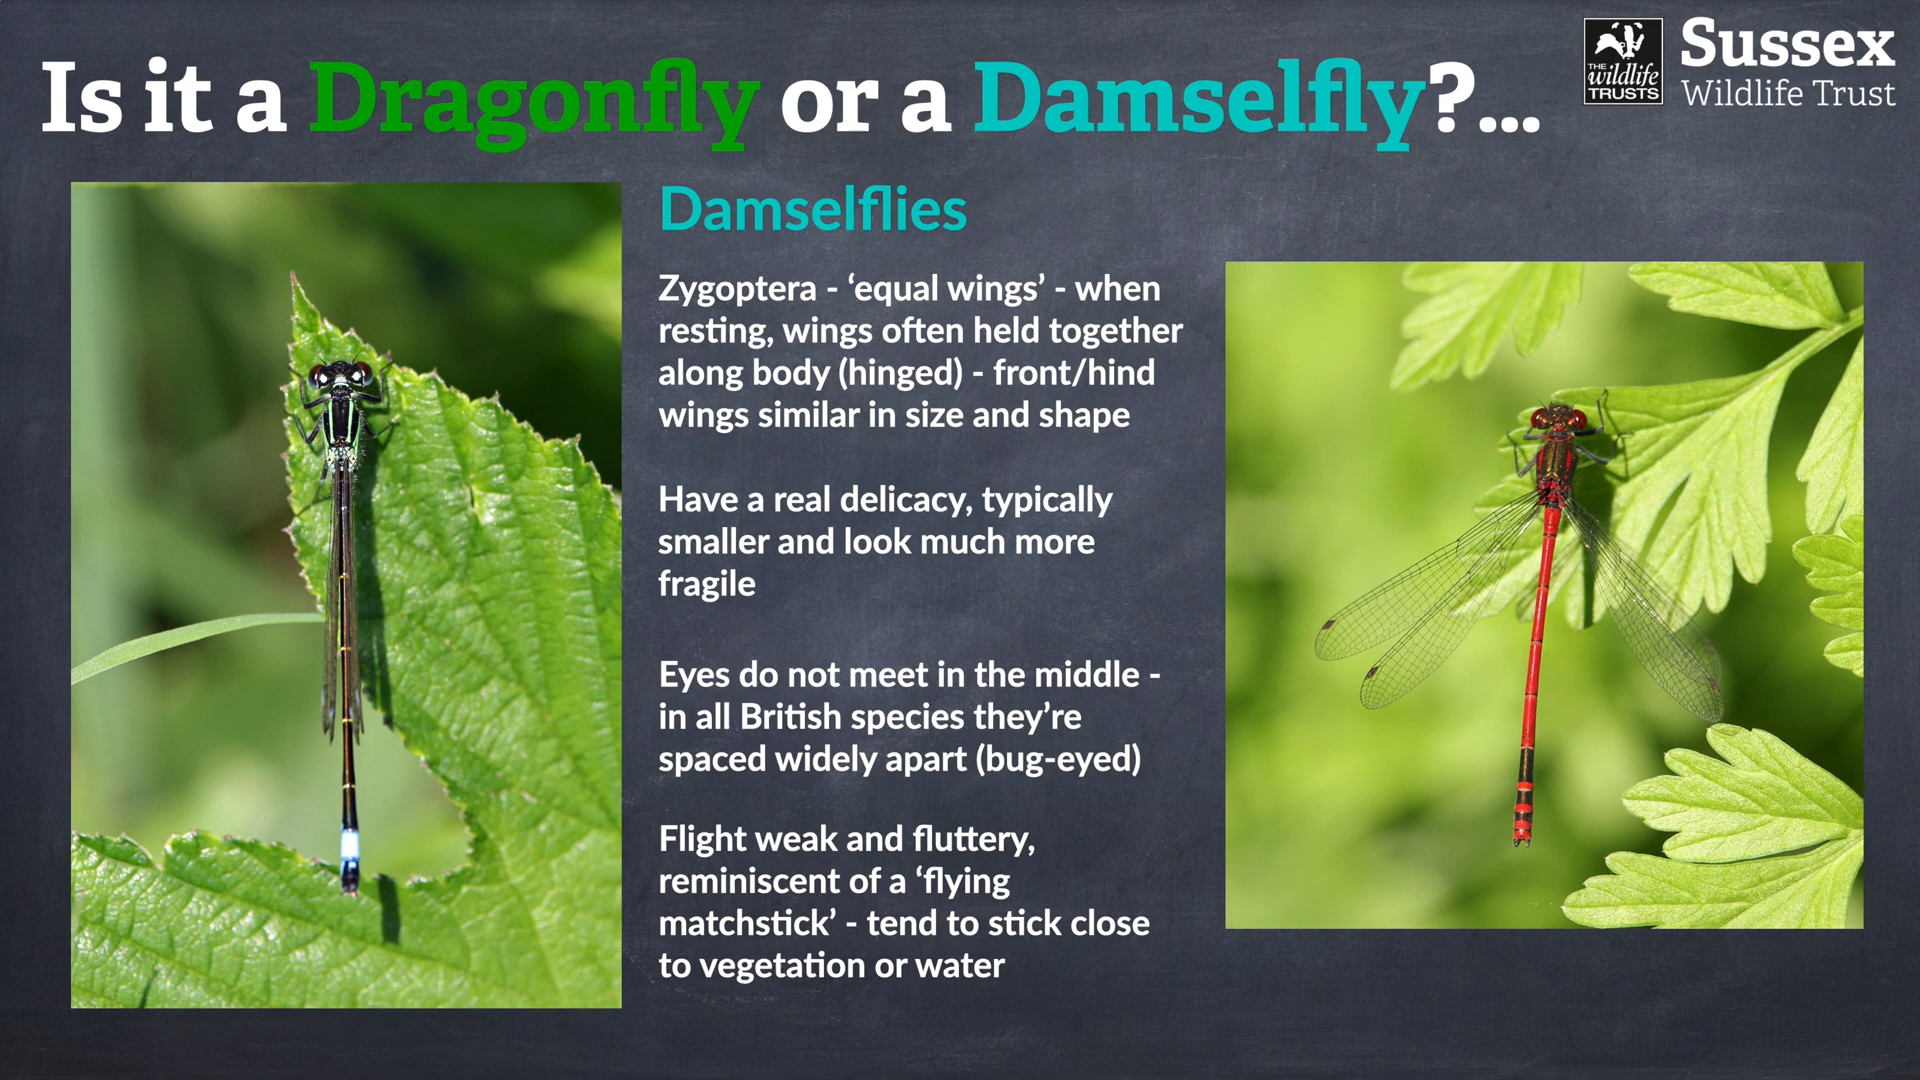 Is it a Dragonfly or a Damselfly?...
THE
wildlife
TRUSTS
Sussex
Wildlife Trust
Damselflies
Zygoptera - ‘equal wings’ - when
resting, wings often held together
along body (hinged) - front/hind
wings similar in size and shape
Have a real delicacy, typically
smaller and look much more
fragile
Eyes do not meet in the middle -
in all British species they’re
spaced widely apart (bug-eyed)
Flight weak and fluttery,
reminiscent of a ‘flying
matchstick’ - tend to stick close
to vegetation or water